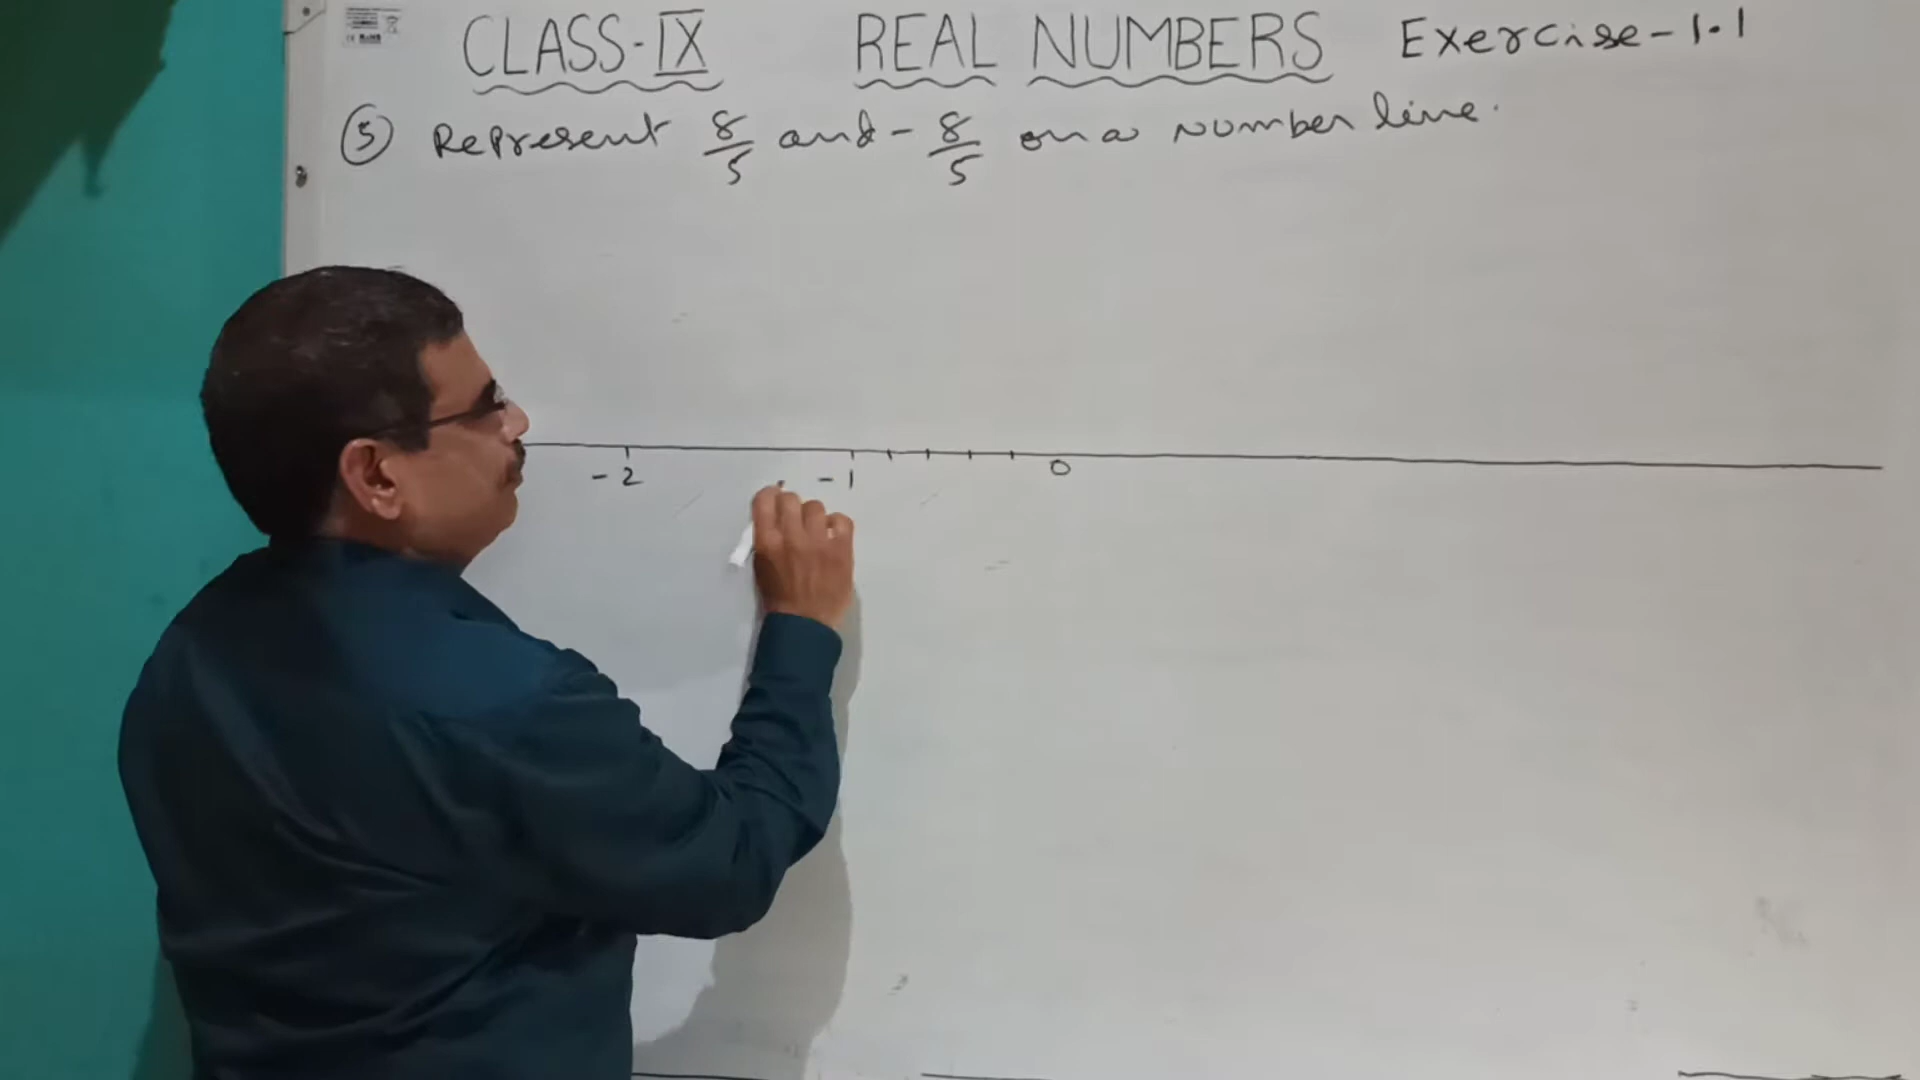 CLASS-IX REAL NUMBERS Exercise-1.1
⑤ Represent 8/5 and -8/5 on a number line.
-2 -1 0